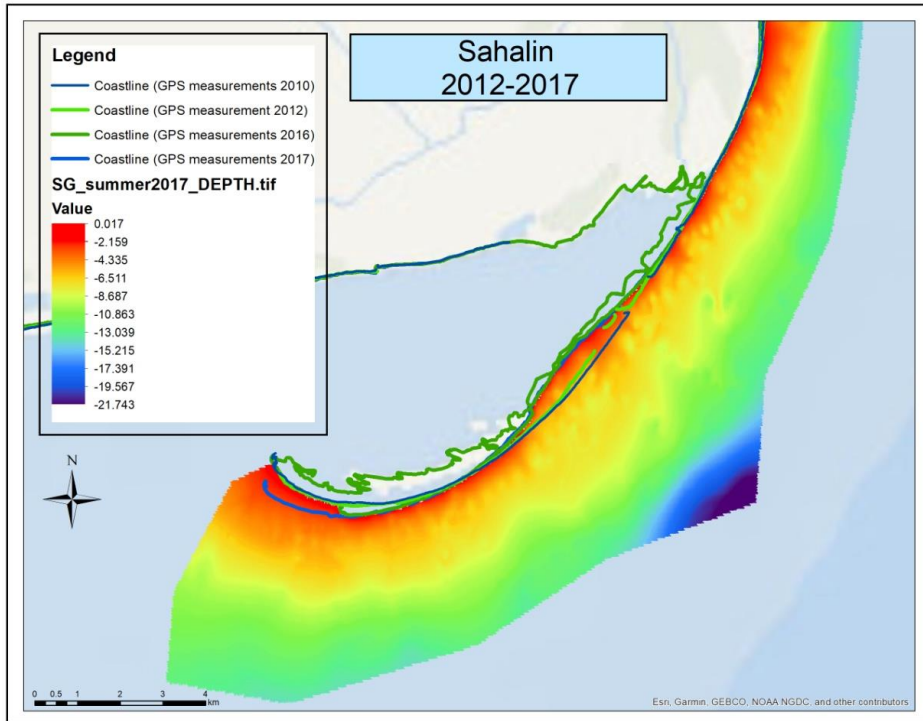 Sahalin
2012-2017
Legend
Coastline (GPS measurements 2010)
Coastline (GPS measurement 2012)
Coastline (GPS measurements 2016)
Coastline (GPS measurements 2017)
SG_summer2017_DEPTH.tif
Value
0.017
-2.159
-4.335
-6.511
-8.687
-10.863
-13.039
-15.215
-17.391
-19.567
-21.743
N
0 0.5 1 2 3 4
km
Esri, Garmin, GEBCO, NOAA NGDC, and other contributors